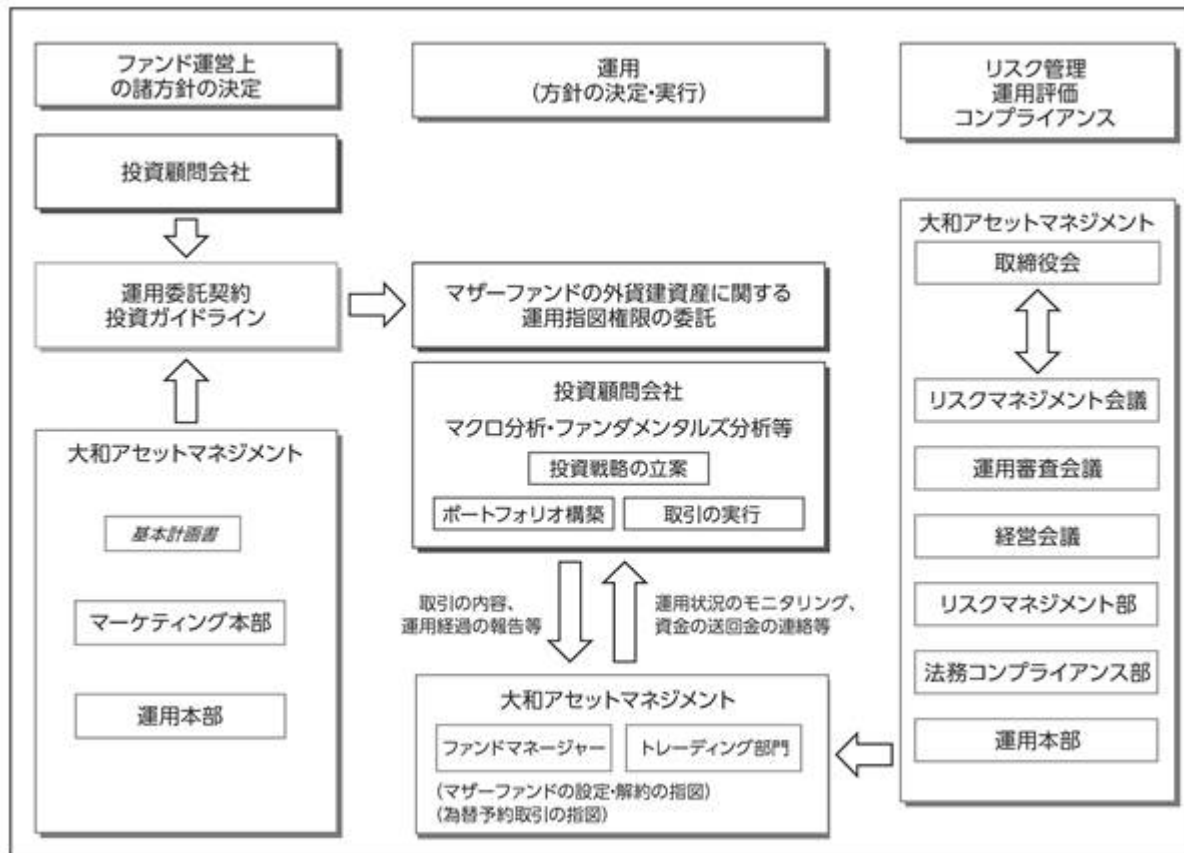 ファンド運営上
の諸方針の決定
投資顧問会社
運用委託契約
投資ガイドライン
大和アセットマネジメント
基本計画書
マーケティング本部
運用本部
運用
(方針の決定・実行)
マザーファンドの外貨建資産に関する
運用指図権限の委託
投資顧問会社
マクロ分析・ファンダメンタルズ分析等
投資戦略の立案
ポートフォリオ構築
取引の実行
取引の内容、
運用経過の報告等
運用状況のモニタリング、
資金の送回金の連絡等
大和アセットマネジメント
ファンドマネージャー
トレーディング部門
(マザーファンドの設定・解約の指図)
(為替予約取引の指図)
リスク管理
運用評価
コンプライアンス
大和アセットマネジメント
取締役会
リスクマネジメント会議
運用審査会議
経営会議
リスクマネジメント部
法務コンプライアンス部
運用本部